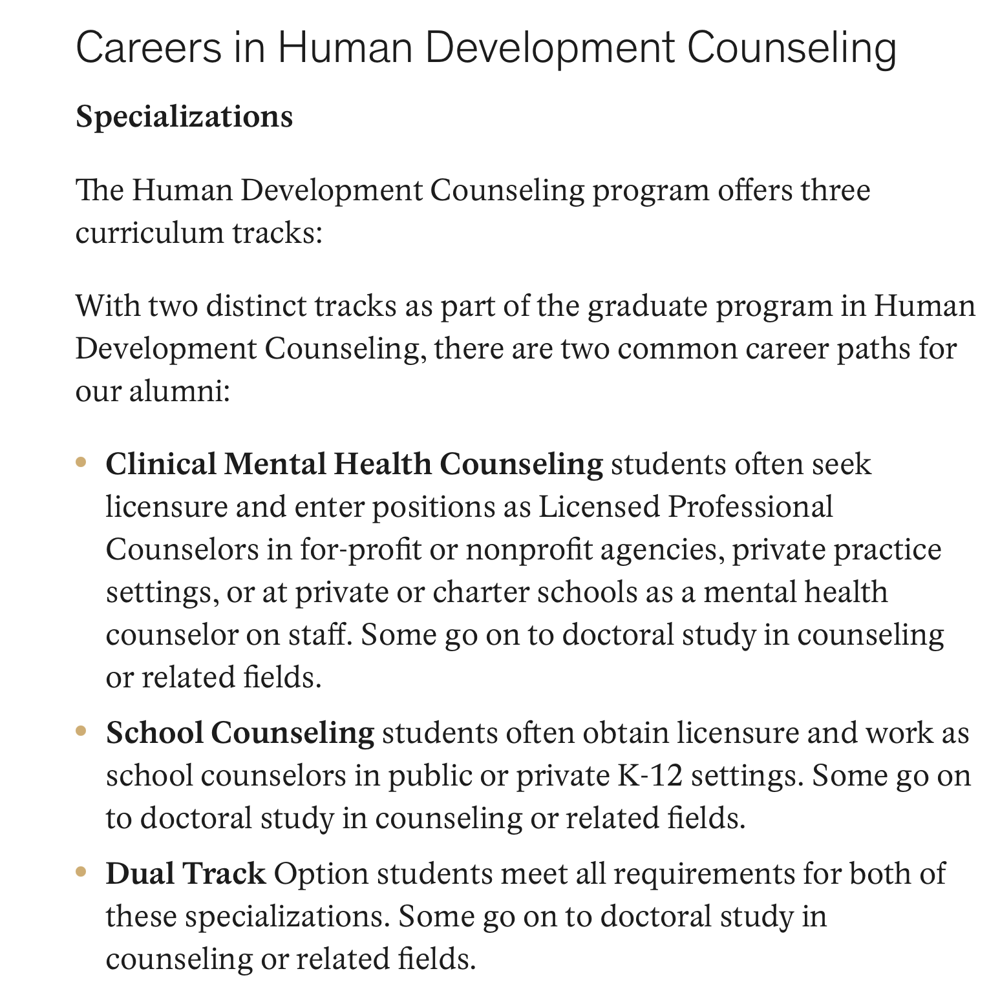 Careers in Human Development Counseling
Specializations
The Human Development Counseling program offers three
curriculum tracks:
With two distinct tracks as part of the graduate program in Human
Development Counseling, there are two common career paths for
our alumni:
• Clinical Mental Health Counseling students often seek
licensure and enter positions as Licensed Professional
Counselors in for-profit or nonprofit agencies, private practice
settings, or at private or charter schools as a mental health
counselor on staff. Some go on to doctoral study in counseling
or related fields.
• School Counseling students often obtain licensure and work as
school counselors in public or private K-12 settings. Some go on
to doctoral study in counseling or related fields.
• Dual Track Option students meet all requirements for both of
these specializations. Some go on to doctoral study in
counseling or related fields.